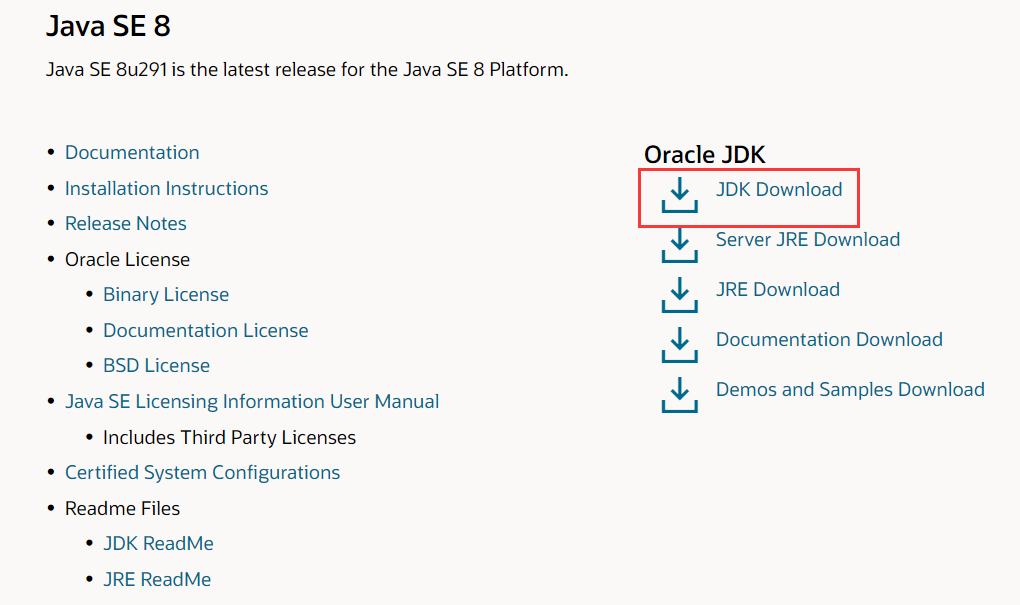 Java SE 8
Java SE 8u291 is the latest release for the Java SE 8 Platform.
Documentation
Installation Instructions
Release Notes
Oracle License
Binary License
Documentation License
BSD License
Java SE Licensing Information User Manual
Includes Third Party Licenses
Certified System Configurations
Readme Files
JDK ReadMe
JRE ReadMe
Oracle JDK
JDK Download
Server JRE Download
JRE Download
Documentation Download
Demos and Samples Download